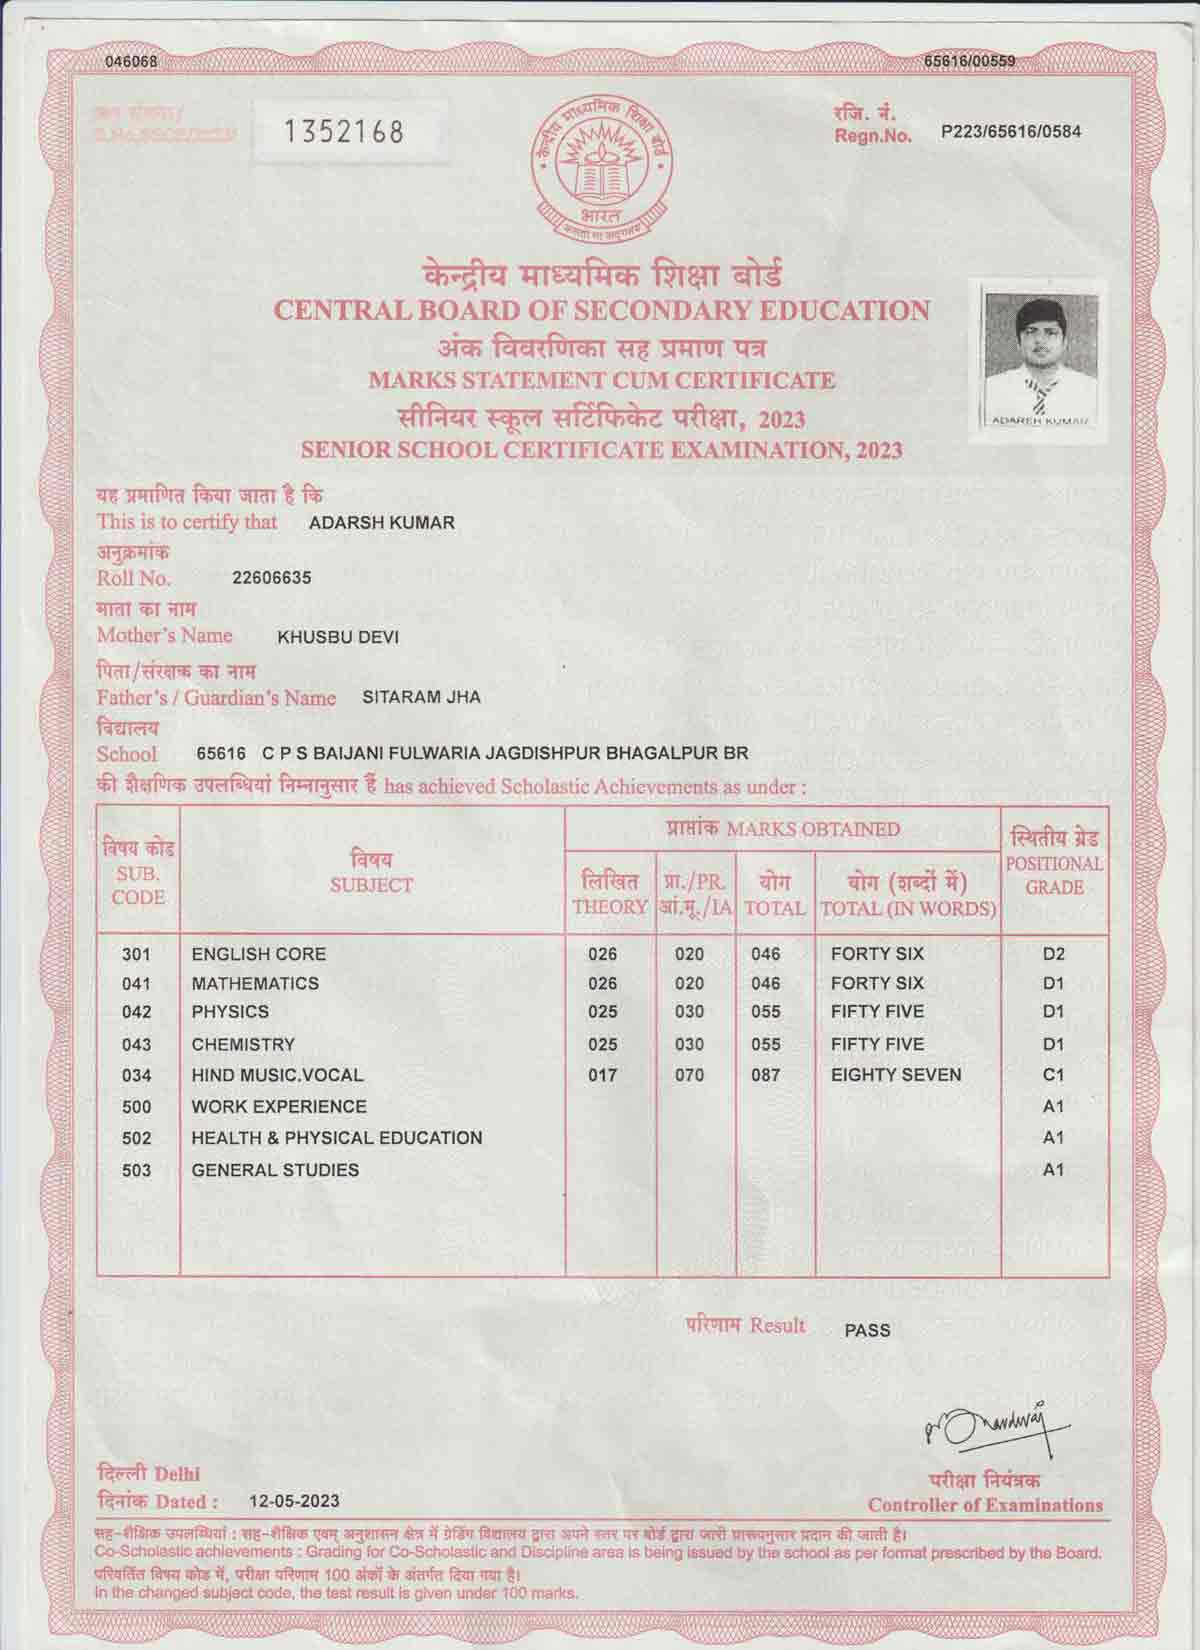 046068
65616/00559
क्रम संख्या/
1352168
रजि. नं.
Regn.No. P223/65616/0584
केन्द्रीय माध्यमिक शिक्षा बोर्ड
भारत
असतो मा सद्गमय
केन्द्रीय माध्यमिक शिक्षा बोर्ड
CENTRAL BOARD OF SECONDARY EDUCATION
अंक विवरणिका सह प्रमाण पत्र
MARKS STATEMENT CUM CERTIFICATE
सीनियर स्कूल सर्टिफिकेट परीक्षा, 2023
SENIOR SCHOOL CERTIFICATE EXAMINATION, 2023
ADARSH KUMAR
यह प्रमाणित किया जाता है कि
This is to certify that ADARSH KUMAR
अनुक्रमांक
Roll No. 22606635
माता का नाम
Mother's Name KHUSBU DEVI
पिता/संरक्षक का नाम
Father's / Guardian's Name SITARAM JHA
विद्यालय
School 65616 C P S BAIJANI FULWARIA JAGDISHPUR BHAGALPUR BR
की शैक्षणिक उपलब्धियां निम्नानुसार हैं has achieved Scholastic Achievements as under :
विषय कोड
SUB.
CODE
विषय
SUBJECT
प्राप्तांक MARKS OBTAINED
लिखित
THEORY
प्रा./PR.
आं.मू./IA
योग
TOTAL
योग (शब्दों में)
TOTAL (IN WORDS)
स्थितीय ग्रेड
POSITIONAL
GRADE
301 ENGLISH CORE 026 020 046 FORTY SIX D2
041 MATHEMATICS 026 020 046 FORTY SIX D1
042 PHYSICS 025 030 055 FIFTY FIVE D1
043 CHEMISTRY 025 030 055 FIFTY FIVE D1
034 HIND MUSIC.VOCAL 017 070 087 EIGHTY SEVEN C1
500 WORK EXPERIENCE A1
502 HEALTH & PHYSICAL EDUCATION A1
503 GENERAL STUDIES A1
परिणाम Result PASS
दिल्ली Delhi
दिनांक Dated : 12-05-2023
परीक्षा नियंत्रक
Controller of Examinations
सह-शैक्षिक उपलब्धियां : सह-शैक्षिक एवम् अनुशासन क्षेत्र में ग्रेडिंग विद्यालय द्वारा अपने स्तर पर बोर्ड द्वारा जारी प्रारूपनुसार प्रदान की जाती है।
Co-Scholastic achievements : Grading for Co-Scholastic and Discipline area is being issued by the school as per format prescribed by the Board.
परिवर्तित विषय कोड में, परीक्षा परिणाम 100 अंकों के अंतर्गत दिया गया है।
In the changed subject code, the test result is given under 100 marks.